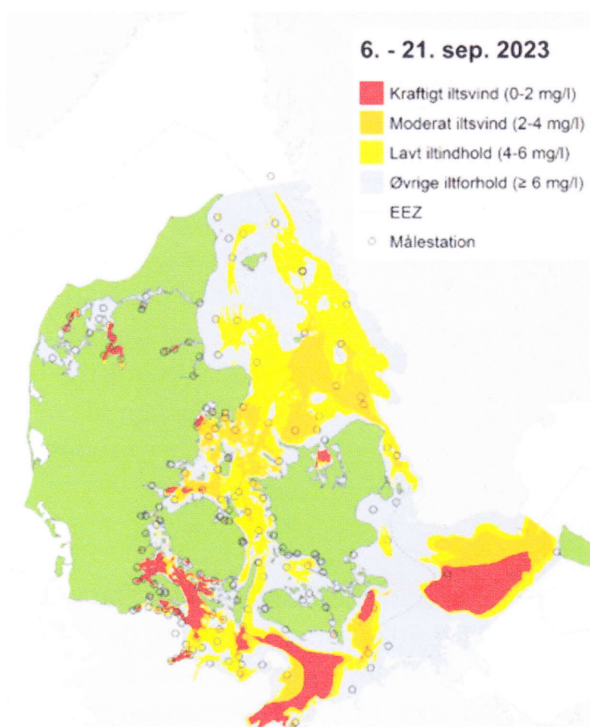 6. - 21. sep. 2023
Kraftigt iltsvind (0-2 mg/l)
Moderat iltsvind (2-4 mg/l)
Lavt iltindhold (4-6 mg/l)
Øvrige iltforhold (≥ 6 mg/l)
EEZ
Målestation